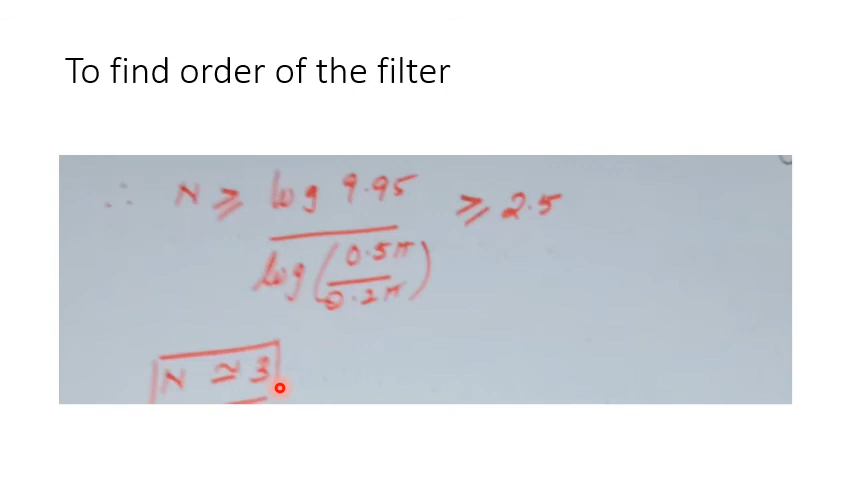 To find order of the filter
∴ N ≥ log 9.95 / log (0.5π / 0.2π) ≥ 2.5
N ≃ 3